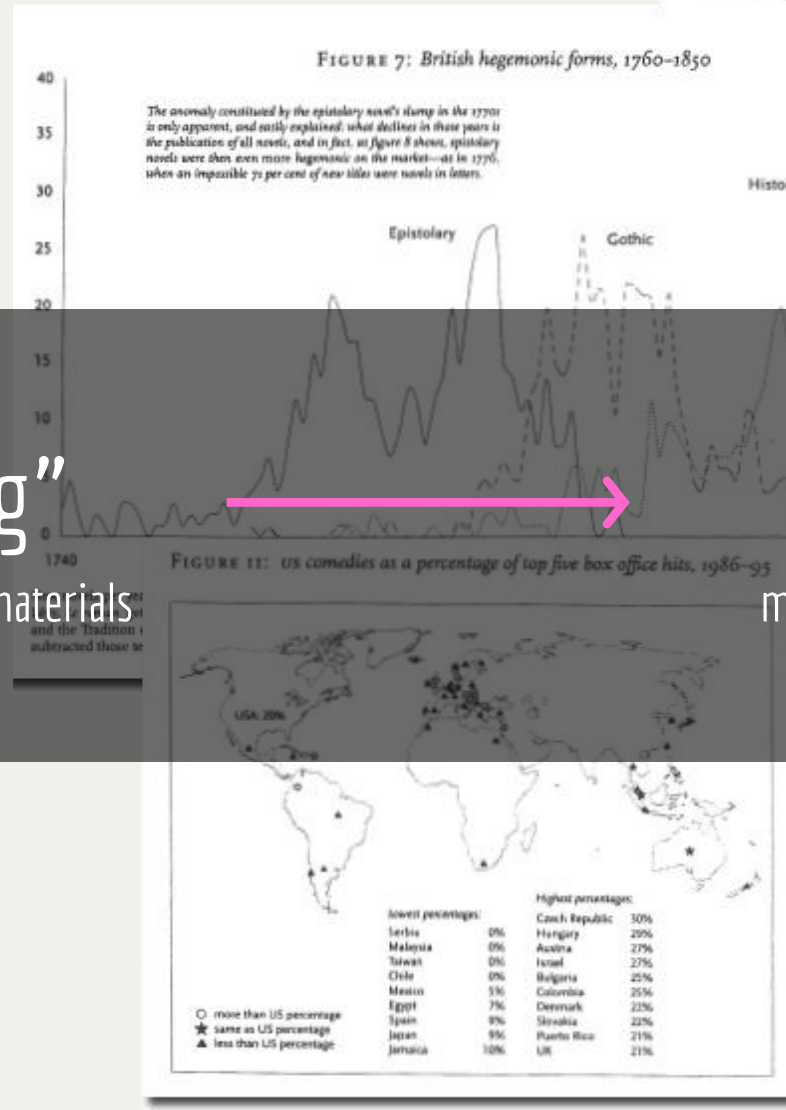 FIGURE 7: British hegemonic forms, 1760–1850
40
The anomaly constituted by the epistolary novel's slump in the 1770s
is only apparent, and easily explained: what declines in those years is
the publication of all novels, and in fact, as figure 8 shows, epistolary
novels were then even more hegemonic on the market—as in 1776,
when an impossible 71 per cent of new titles were novels in letters.
35
30
25
20
15
10
5
0
Histo
Epistolary
Gothic
g”
1740
materials
m
and the Tradition
subtracted those te
FIGURE 11: US comedies as a percentage of top five box office hits, 1986–95
USA: 20%
lowest percentages:
Serbia 0%
Malaysia 0%
Taiwan 0%
Chile 0%
Mexico 5%
Egypt 7%
Spain 8%
Japan 9%
Jamaica 10%
Highest percentages:
Czech Republic 30%
Hungary 29%
Austria 27%
Israel 27%
Bulgaria 25%
Colombia 25%
Denmark 22%
Slovakia 22%
Puerto Rico 21%
UK 21%
more than US percentage
same as US percentage
less than US percentage